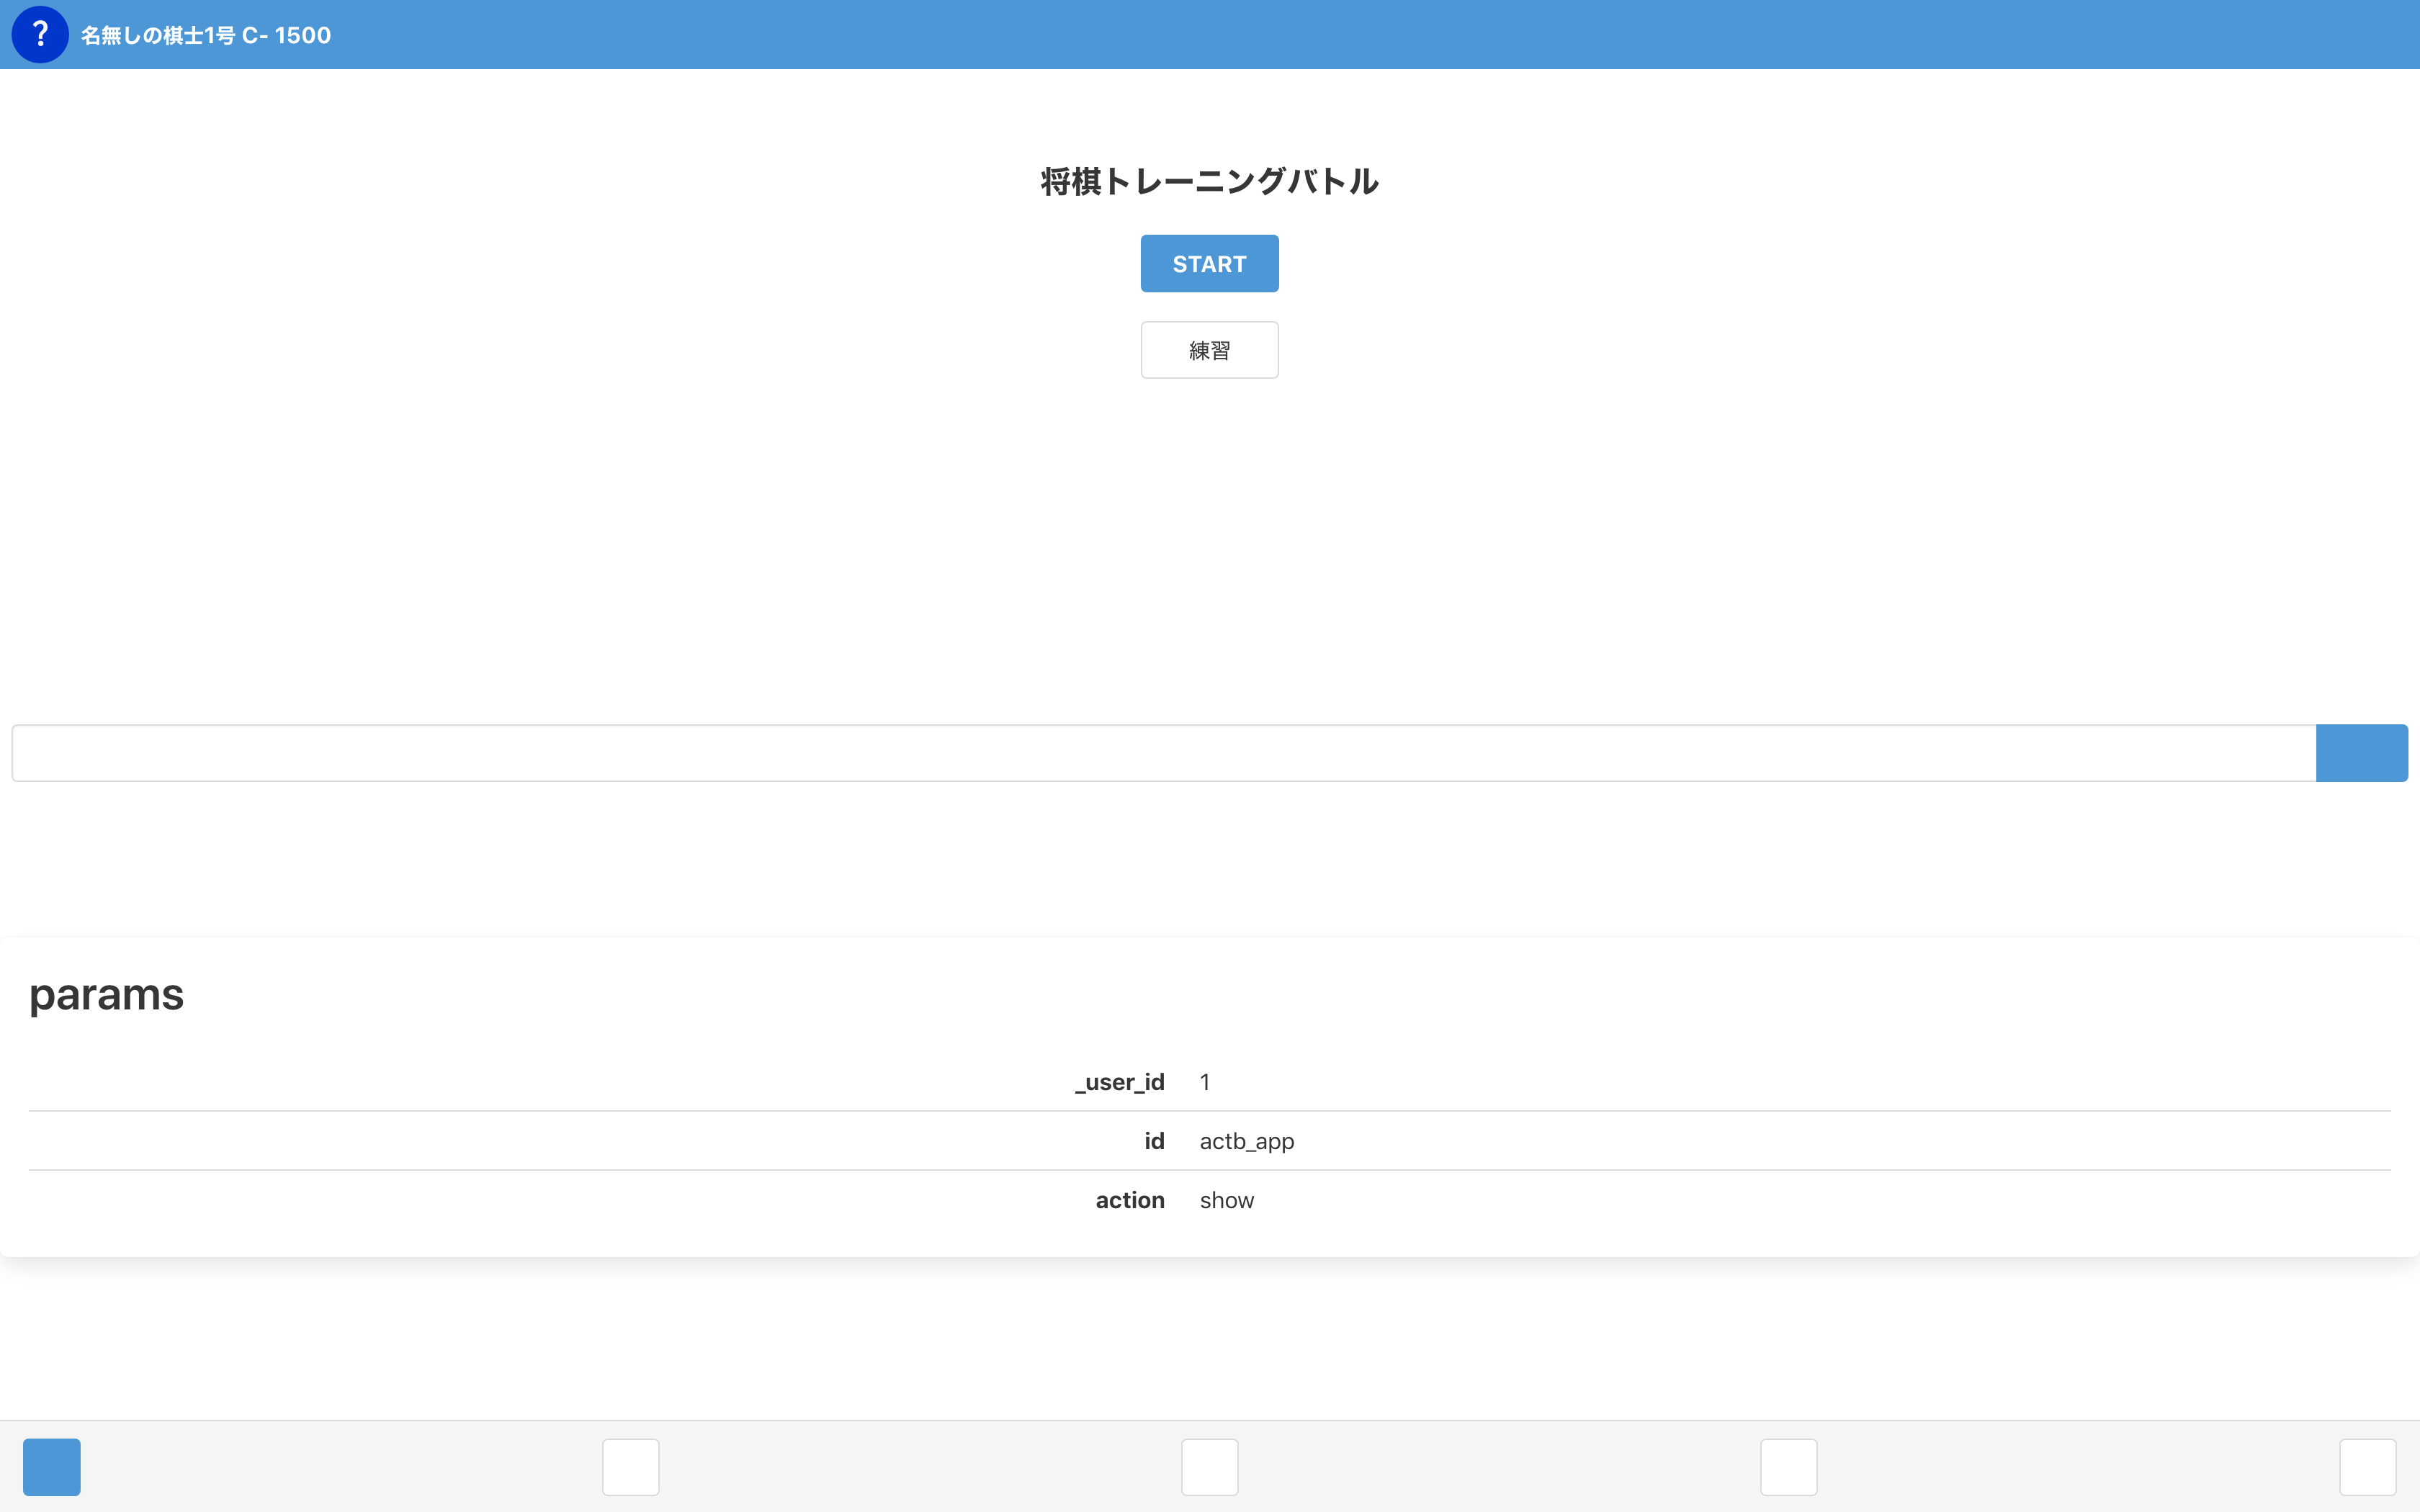 ? 名無しの棋士1号 C- 1500
将棋トレーニングバトル
START
練習
params
_user_id 1
id actb_app
action show